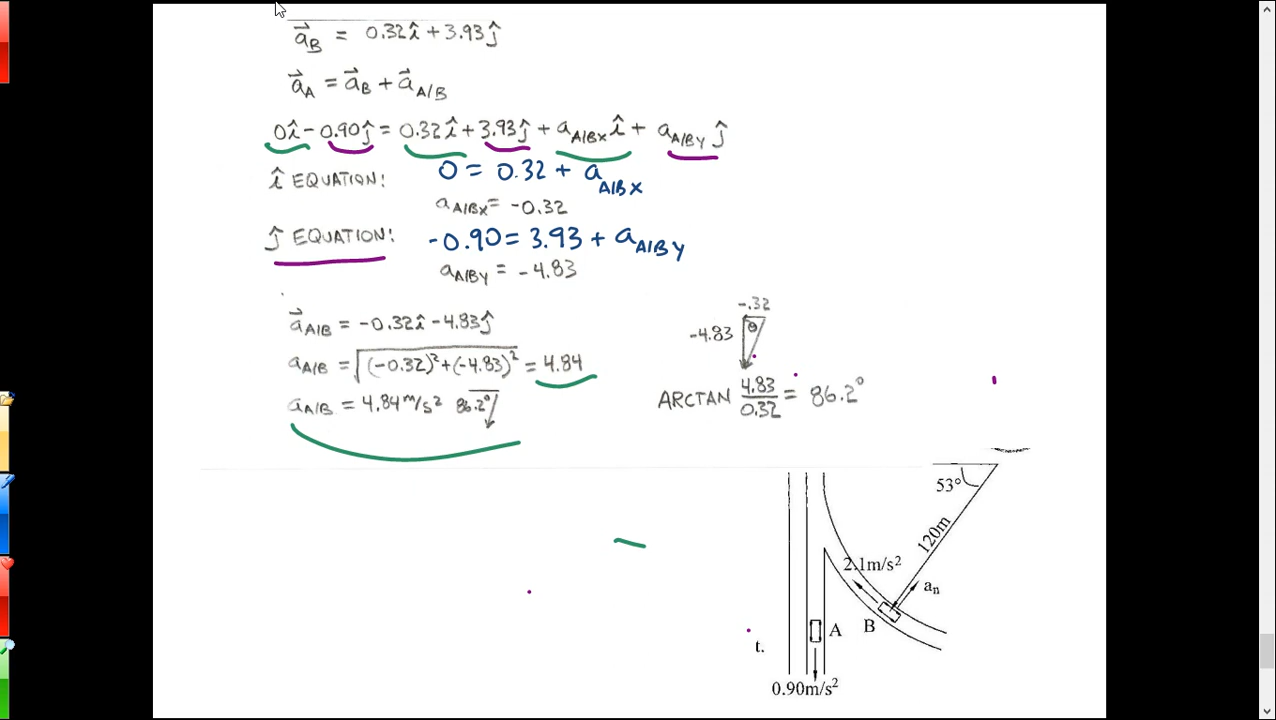 a⃗B = 0.32î + 3.93ĵ
a⃗A = a⃗B + a⃗A/B
0î - 0.90ĵ = 0.32î + 3.93ĵ + aA/BX î + aA/BY ĵ
î EQUATION: 0 = 0.32 + aA/BX
aA/BX = -0.32
ĵ EQUATION: -0.90 = 3.93 + aA/BY
aA/BY = -4.83
a⃗A/B = -0.32î - 4.83ĵ
aA/B = √(-0.32)² + (-4.83)² = 4.84
aA/B = 4.84 m/s² 86.2°
-.32
-4.83 θ
ARCTAN 4.83/0.32 = 86.2°
53°
120m
2.1m/s²
an
B
A
t.
0.90m/s²